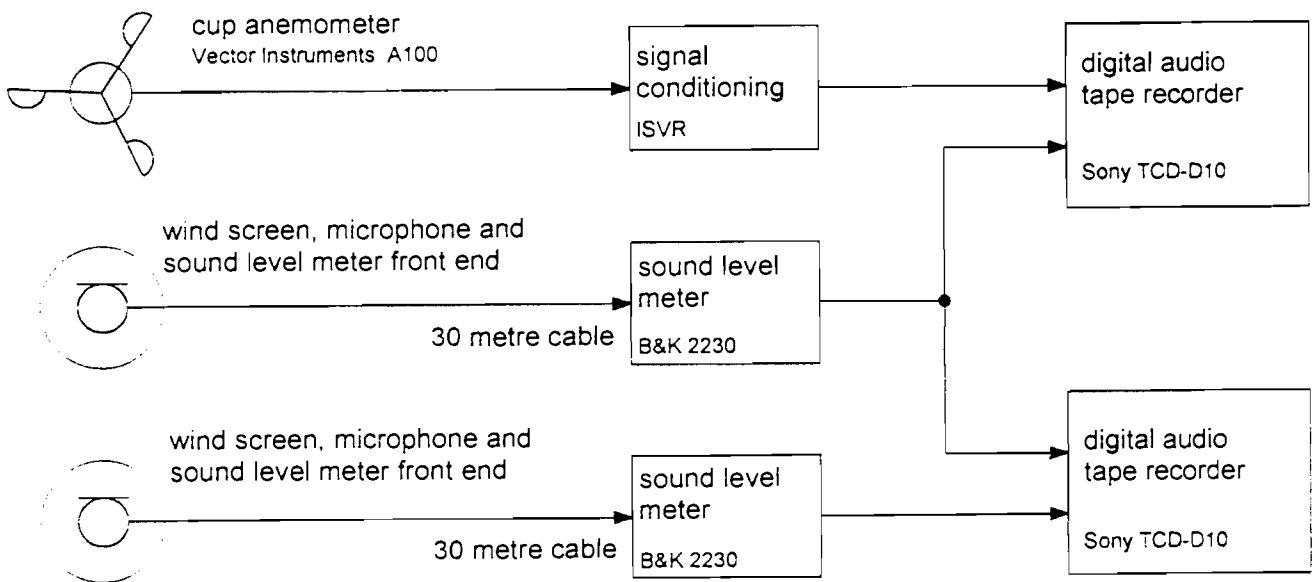 cup anemometer
Vector Instruments A100
signal
conditioning
ISVR
digital audio
tape recorder
Sony TCD-D10
wind screen, microphone and
sound level meter front end
30 metre cable
sound level
meter
B&K 2230
wind screen, microphone and
sound level meter front end
30 metre cable
sound level
meter
B&K 2230
digital audio
tape recorder
Sony TCD-D10